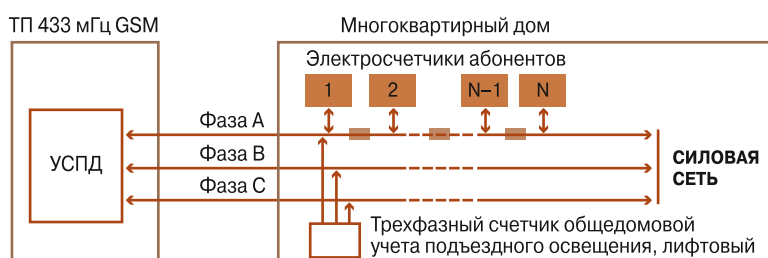 ТП 433 мГц GSM
Многоквартирный дом
Электросчетчики абонентов
1
2
N–1
N
Фаза А
Фаза В
Фаза С
УСПД
СИЛОВАЯ
СЕТЬ
Трехфазный счетчик общедомовой
учета подъездного освещения, лифтовый